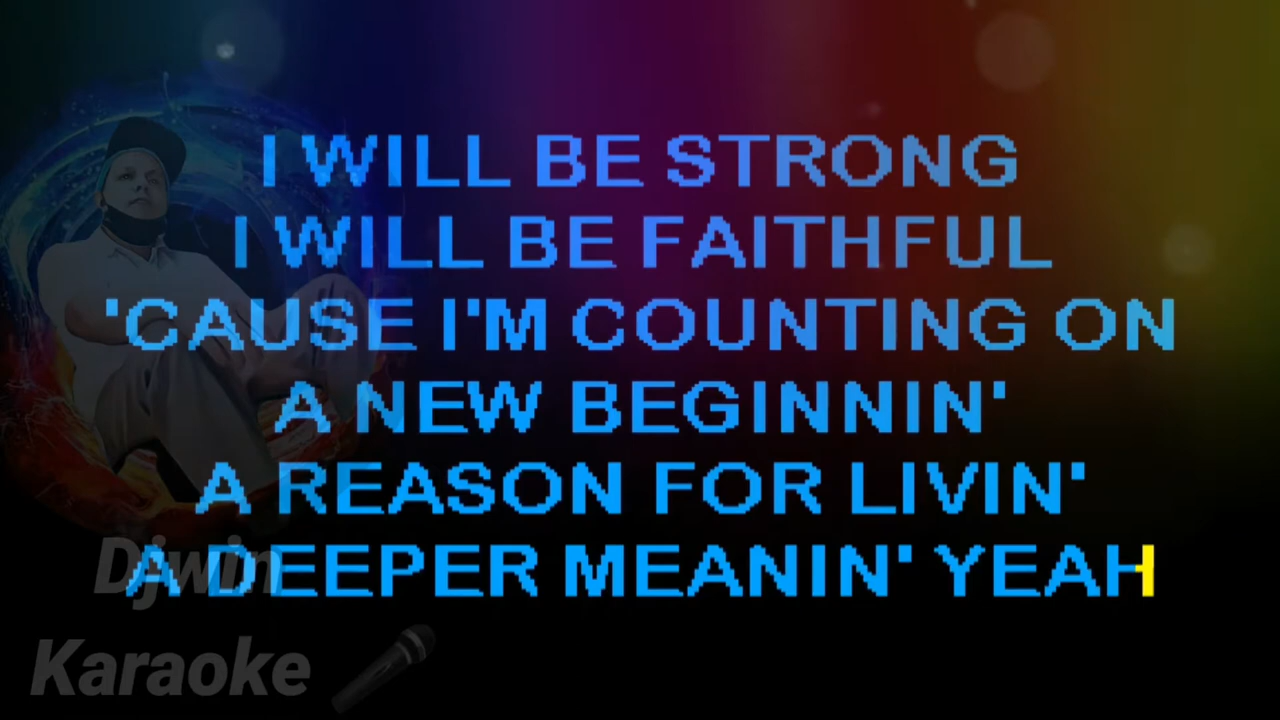 I WILL BE STRONG
I WILL BE FAITHFUL
'CAUSE I'M COUNTING ON
A NEW BEGINNIN'
A REASON FOR LIVIN'
A DEEPER MEANIN' YEAH
Djwin
Karaoke